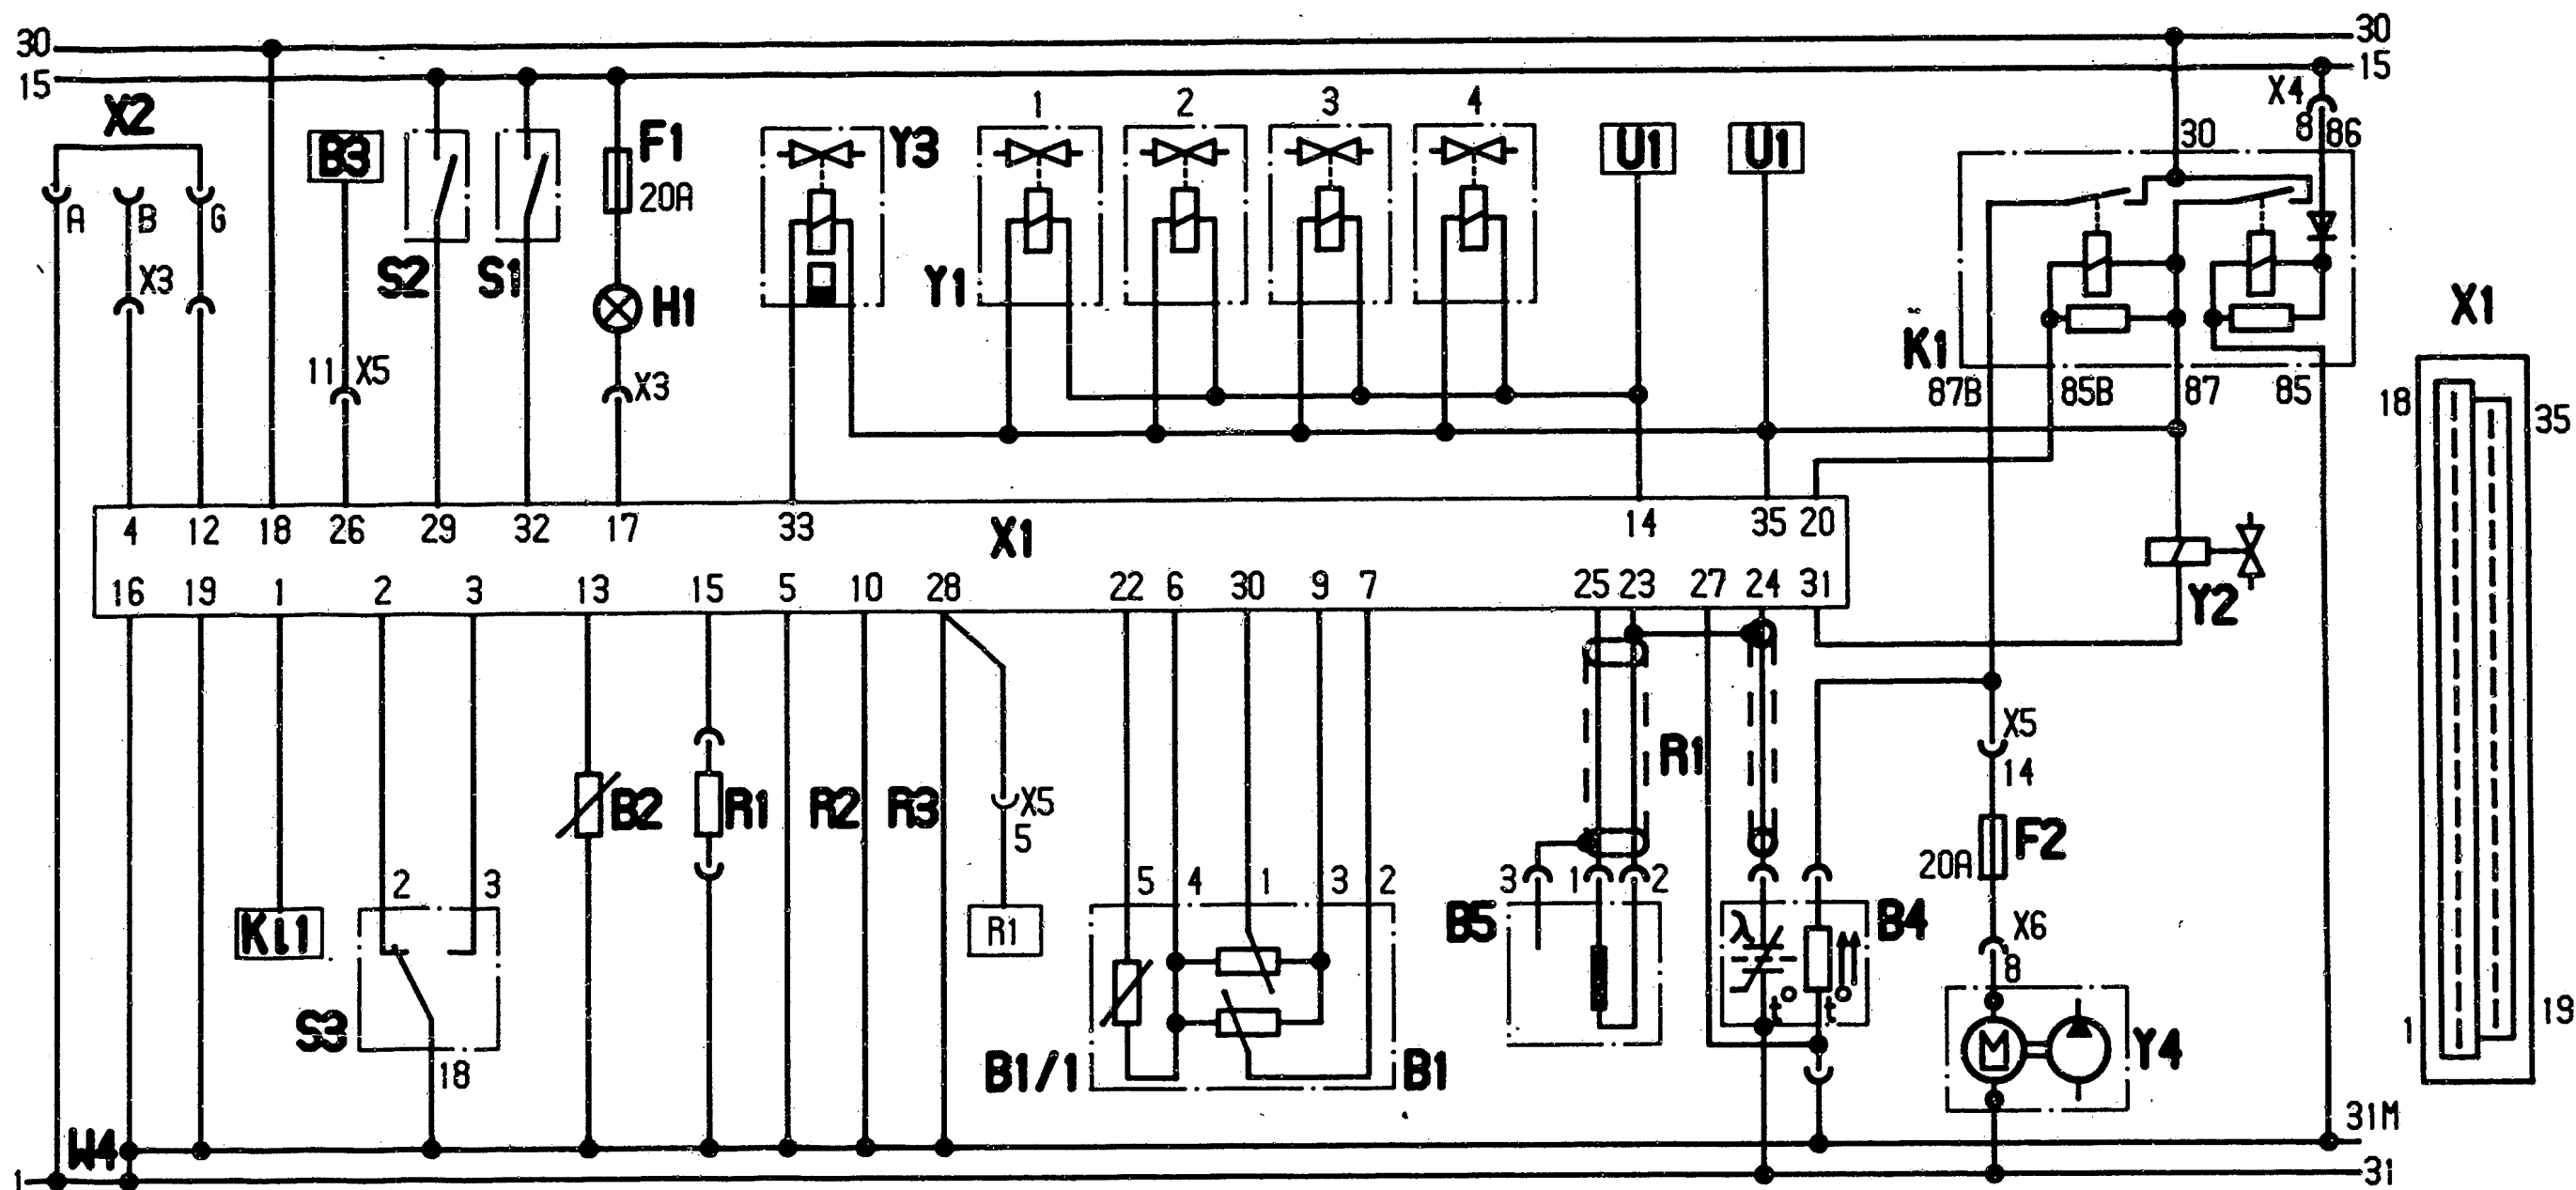 30 30
15 15
X2 X4
1 2 3 4
B3 F1 Y3 U1 U1 8 86
30
20A
A B G
X3 S2 S1 Y1
H1 X1
K1
11 X5 X3
87B 85B 87 85 18 35
4 12 18 26 29 32 17 33 X1 14 35 20
16 19 1 2 3 13 15 5 10 28 22 6 30 9 7 25 23 27 24 31
Y2
X5
R1
14
B2 R1 R2 R3 X5 F2
5 20A
2 3 5 4 1 3 2 3 1 2
Ki1 R1 B5 λ B4 X6
8
t° t°
S3 19
1
18 B1/1 B1 Y4
M
31M
W4
1 31